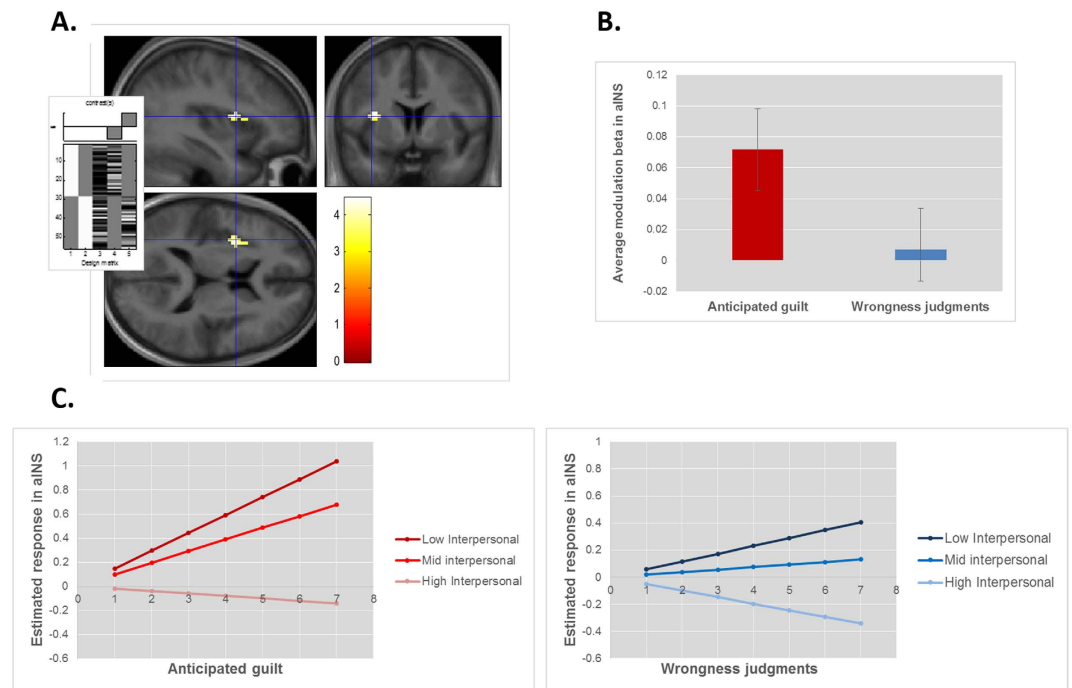 A.
contrast(s)
10
20
30
40
50
1 2 3 4 5
Design matrix
4
3
2
1
0
B.
Average modulation beta in aINS
0.12
0.1
0.08
0.06
0.04
0.02
0
-0.02
Anticipated guilt Wrongness judgments
C.
Estimated response in aINS
1.2
1
0.8
0.6
0.4
0.2
0
-0.2
-0.4
-0.6
0 1 2 3 4 5 6 7 8
Anticipated guilt
Low Interpersonal
Mid interpersonal
High Interpersonal
Estimated response in aINS
1
0.8
0.6
0.4
0.2
0
-0.2
-0.4
-0.6
0 1 2 3 4 5 6 7 8
Wrongness judgments
Low Interpersonal
Mid interpersonal
High Interpersonal